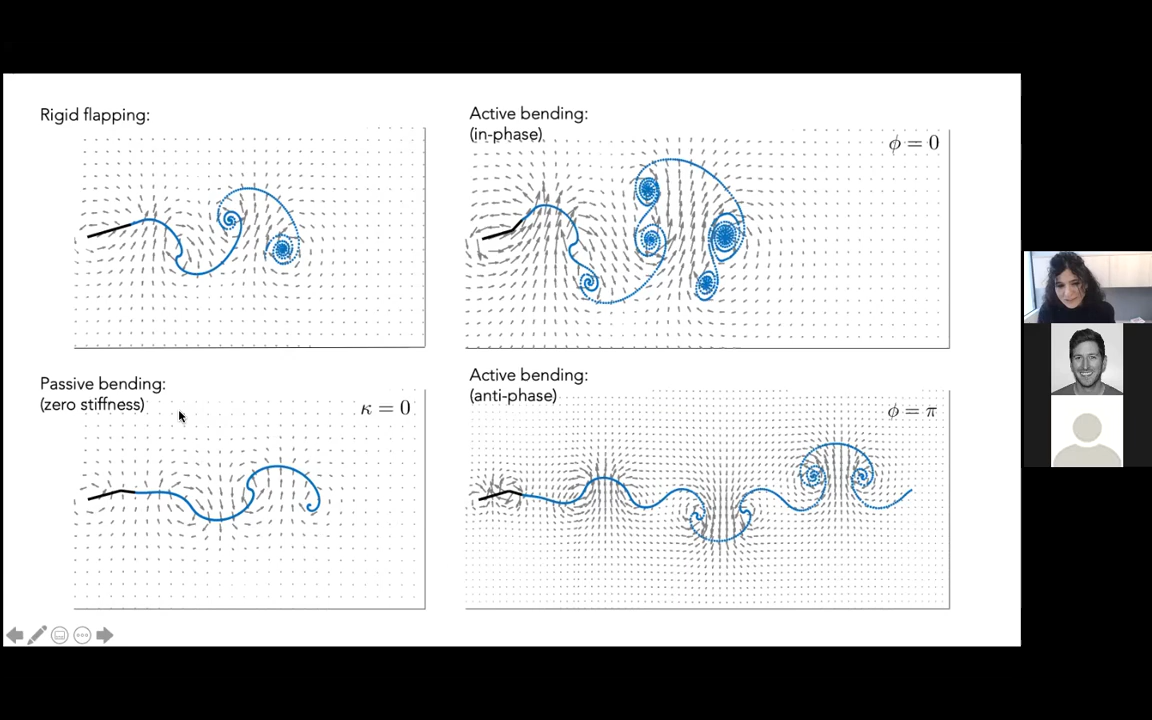 Rigid flapping:
Active bending:
(in-phase)
ϕ = 0
Passive bending:
(zero stiffness)
κ = 0
Active bending:
(anti-phase)
ϕ = π